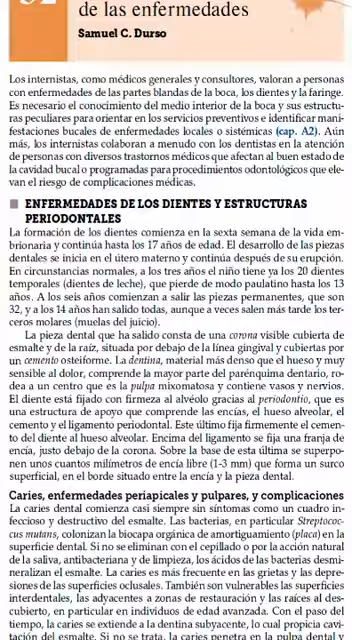 de las enfermedades
Samuel C. Durso
Los internistas, como médicos generales y consultores, valoran a personas
con enfermedades de las partes blandas de la boca, los dientes y la faringe.
Es necesario el conocimiento del medio interior de la boca y sus estructu-
ras peculiares para orientar en los servicios preventivos e identificar mani-
festaciones bucales de enfermedades locales o sistémicas (cap. A2). Aún
más, los internistas colaboran a menudo con los dentistas en la atención
de personas con diversos trastornos médicos que afectan al buen estado de
la cavidad bucal o programadas para procedimientos odontológicos que ele-
van el riesgo de complicaciones médicas.
ENFERMEDADES DE LOS DIENTES Y ESTRUCTURAS
PERIODONTALES
La formación de los dientes comienza en la sexta semana de la vida em-
brionaria y continúa hasta los 17 años de edad. El desarrollo de las piezas
dentales se inicia en el útero materno y continúa después de su erupción.
En circunstancias normales, a los tres años el niño tiene ya los 20 dientes
temporales (dientes de leche), que pierde de modo paulatino hasta los 13
años. A los seis años comienzan a salir las piezas permanentes, que son
32, y a los 14 años han salido todas, aunque a veces salen más tarde los ter-
ceros molares (muelas del juicio).
La pieza dental que ha salido consta de una corona visible cubierta de
esmalte y de la raíz, situada por debajo de la línea gingival y cubiertas por
un cemento osteiforme. La dentina, material más denso que el hueso y muy
sensible al dolor, comprende la mayor parte del parénquima dentario, ro-
dea a un centro que es la pulpa mixomatosa y contiene vasos y nervios.
El diente está fijado con firmeza al alvéolo gracias al periodontio, que es
una estructura de apoyo que comprende las encías, el hueso alveolar, el
cemento y el ligamento periodontal. Este último fija firmemente el cemen-
to del diente al hueso alveolar. Encima del ligamento se fija una franja de
encía, justo debajo de la corona. Sobre la base de esta última se superpo-
nen unos cuantos milímetros de encía libre (1-3 mm) que forma un surco
superficial, en el borde situado entre la encía y la pieza dental.
Caries, enfermedades periapicales y pulpares, y complicaciones
La caries dental comienza casi siempre sin síntomas como un cuadro in-
feccioso y destructivo del esmalte. Las bacterias, en particular Streptococ-
cus mutans, colonizan la biocapa orgánica de amortiguamiento (placa) en la
superficie dental. Si no se eliminan con el cepillado o por la acción natural
de la saliva, antibacteriana y de limpieza, los ácidos de las bacterias desmi-
neralizan el esmalte. La caries es más frecuente en las grietas y las depre-
siones de las superficies oclusales. También son vulnerables las superficies
interdentales, las adyacentes a zonas de restauración y las raíces al des-
cubierto, en particular en individuos de edad avanzada. Con el paso del
tiempo, la caries se extiende a la dentina subyacente, lo cual propicia cavi-
tación del esmalte. Si no se trata, la caries penetra en la pulpa dental y